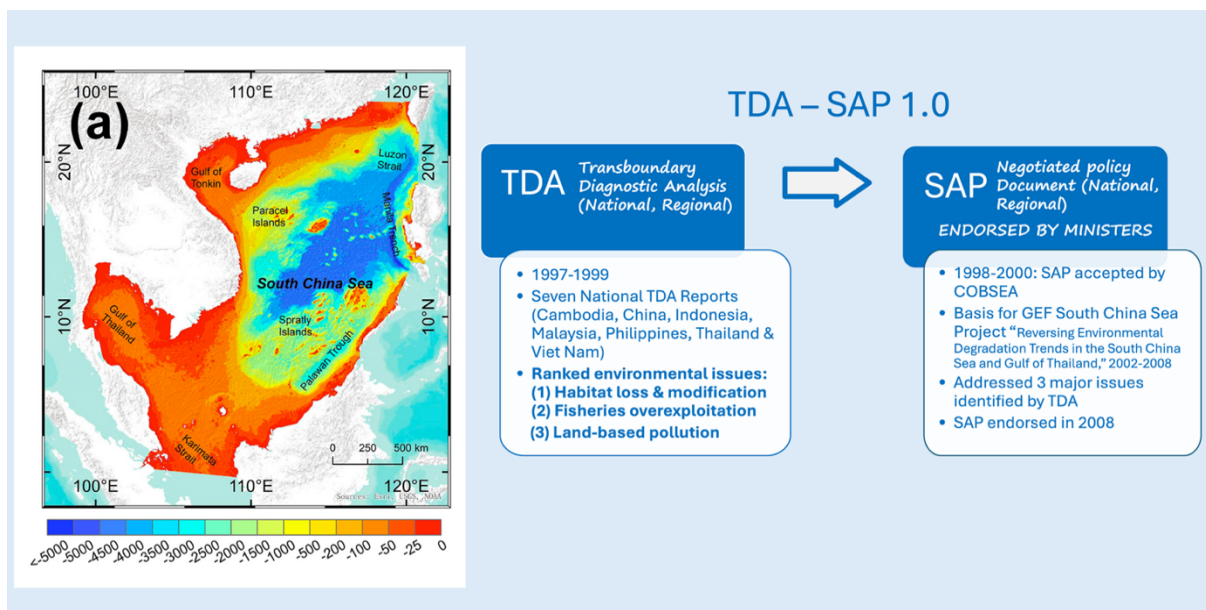 100°E 110°E 120°E
(a)
20°N
20°N
Luzon
Strait
Gulf of
Tonkin
Paracel
Islands
Manila Trench
South China Sea
Gulf of
Thailand
10°N
10°N
Spratly
Islands
Palawan Trough
Karimata
Strait
0 250 500 km
Sources: Esri, USGS, NOAA
100°E 110°E 120°E
<-5000 -5000 -4500 -4000 -3500 -3000 -2500 -2000 -1500 -1000 -500 -200 -100 -50 -25 0
TDA – SAP 1.0
TDA Transboundary
Diagnostic Analysis
(National, Regional)
• 1997-1999
• Seven National TDA Reports
(Cambodia, China, Indonesia,
Malaysia, Philippines, Thailand &
Viet Nam)
• Ranked environmental issues:
(1) Habitat loss & modification
(2) Fisheries overexploitation
(3) Land-based pollution
SAP Negotiated policy
Document (National,
Regional)
ENDORSED BY MINISTERS
• 1998-2000: SAP accepted by
COBSEA
• Basis for GEF South China Sea
Project “Reversing Environmental
Degradation Trends in the South China
Sea and Gulf of Thailand,” 2002-2008
• Addressed 3 major issues
identified by TDA
• SAP endorsed in 2008